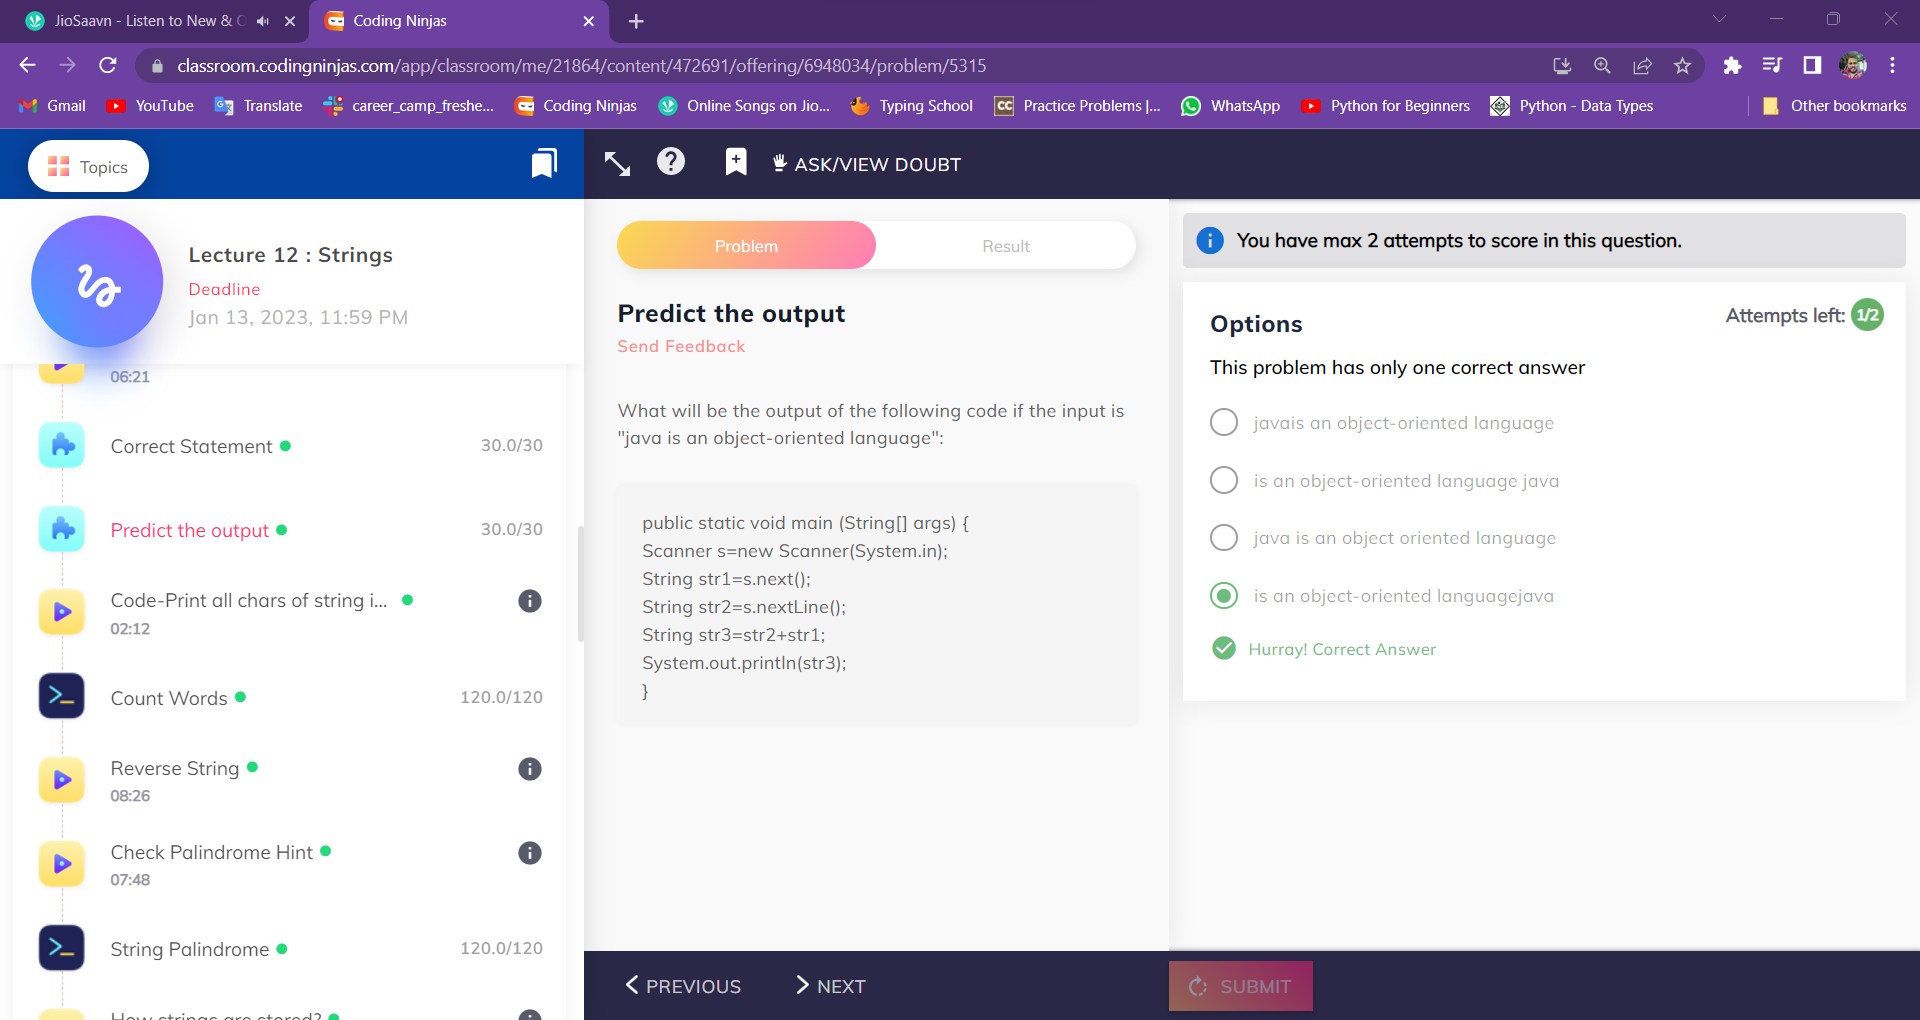 JioSaavn - Listen to New &
Coding Ninjas
classroom.codingninjas.com/app/classroom/me/21864/content/472691/offering/6948034/problem/5315
Gmail
YouTube
Translate
career_camp_freshe...
Coding Ninjas
Online Songs on Jio...
Typing School
CC
Practice Problems |...
WhatsApp
Python for Beginners
Python - Data Types
Other bookmarks
Topics
ASK/VIEW DOUBT
Lecture 12 : Strings
Deadline
Jan 13, 2023, 11:59 PM
06:21
Correct Statement
30.0/30
Predict the output
30.0/30
Code-Print all chars of string i...
02:12
Count Words
120.0/120
Reverse String
08:26
Check Palindrome Hint
07:48
String Palindrome
120.0/120
How strings are stored?
Problem
Result
Predict the output
Send Feedback
What will be the output of the following code if the input is
"java is an object-oriented language":
public static void main (String[] args) {
Scanner s=new Scanner(System.in);
String str1=s.next();
String str2=s.nextLine();
String str3=str2+str1;
System.out.println(str3);
}
PREVIOUS
NEXT
You have max 2 attempts to score in this question.
Options
Attempts left: 1/2
This problem has only one correct answer
javais an object-oriented language
is an object-oriented language java
java is an object oriented language
is an object-oriented languagejava
Hurray! Correct Answer
SUBMIT